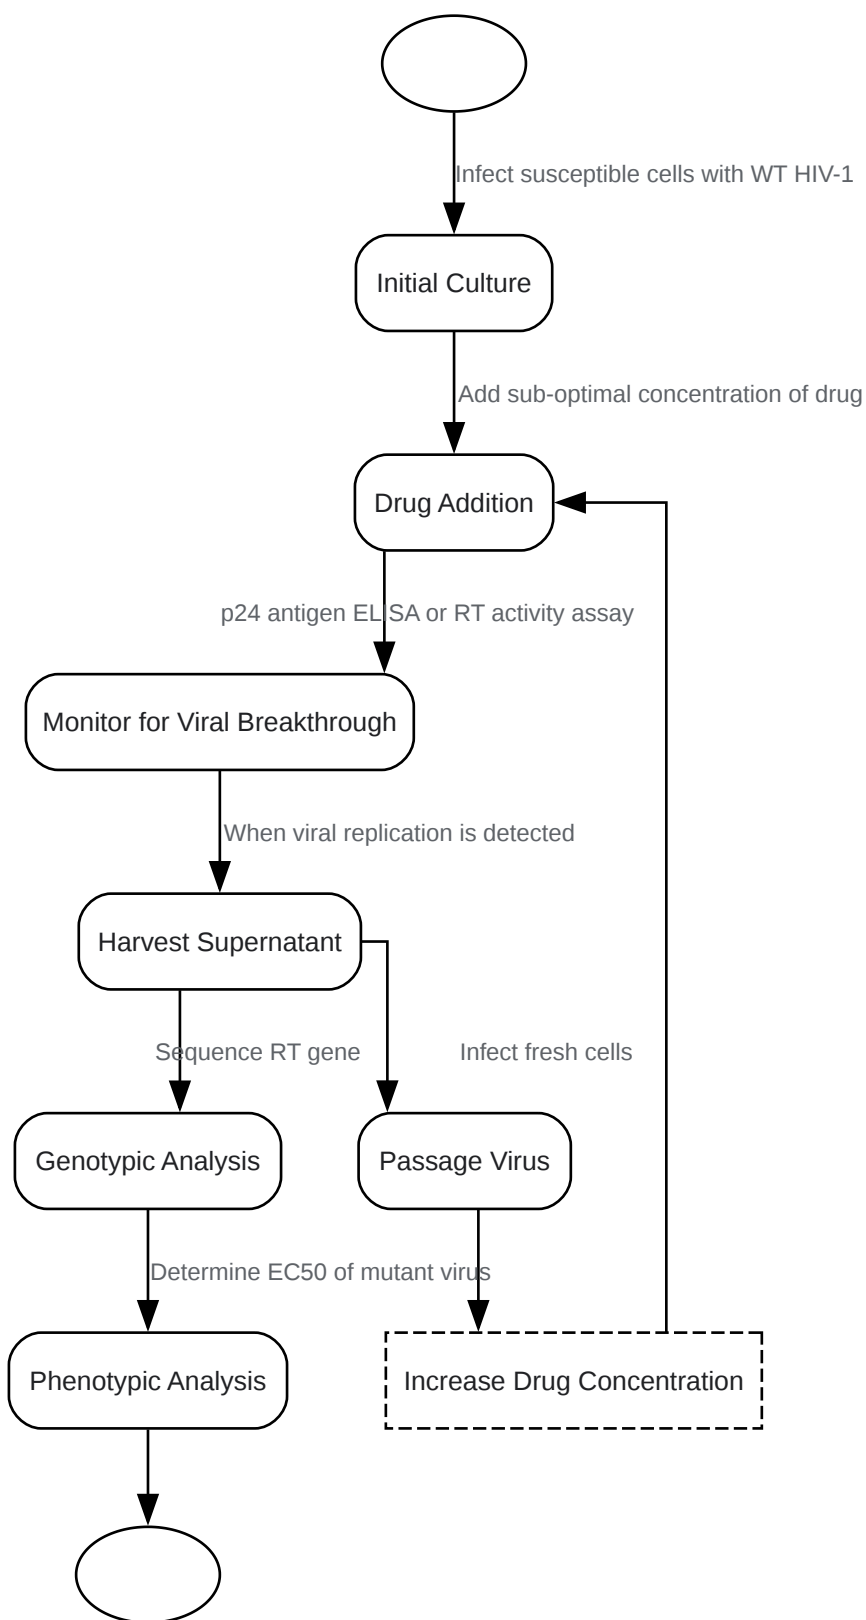 Infect susceptible cells with WT HIV-1
Initial Culture
Add sub-optimal concentration of drug
Drug Addition
p24 antigen ELISA or RT activity assay
Monitor for Viral Breakthrough
When viral replication is detected
Harvest Supernatant
Sequence RT gene
Infect fresh cells
Genotypic Analysis
Passage Virus
Determine EC50 of mutant virus
Phenotypic Analysis
Increase Drug Concentration